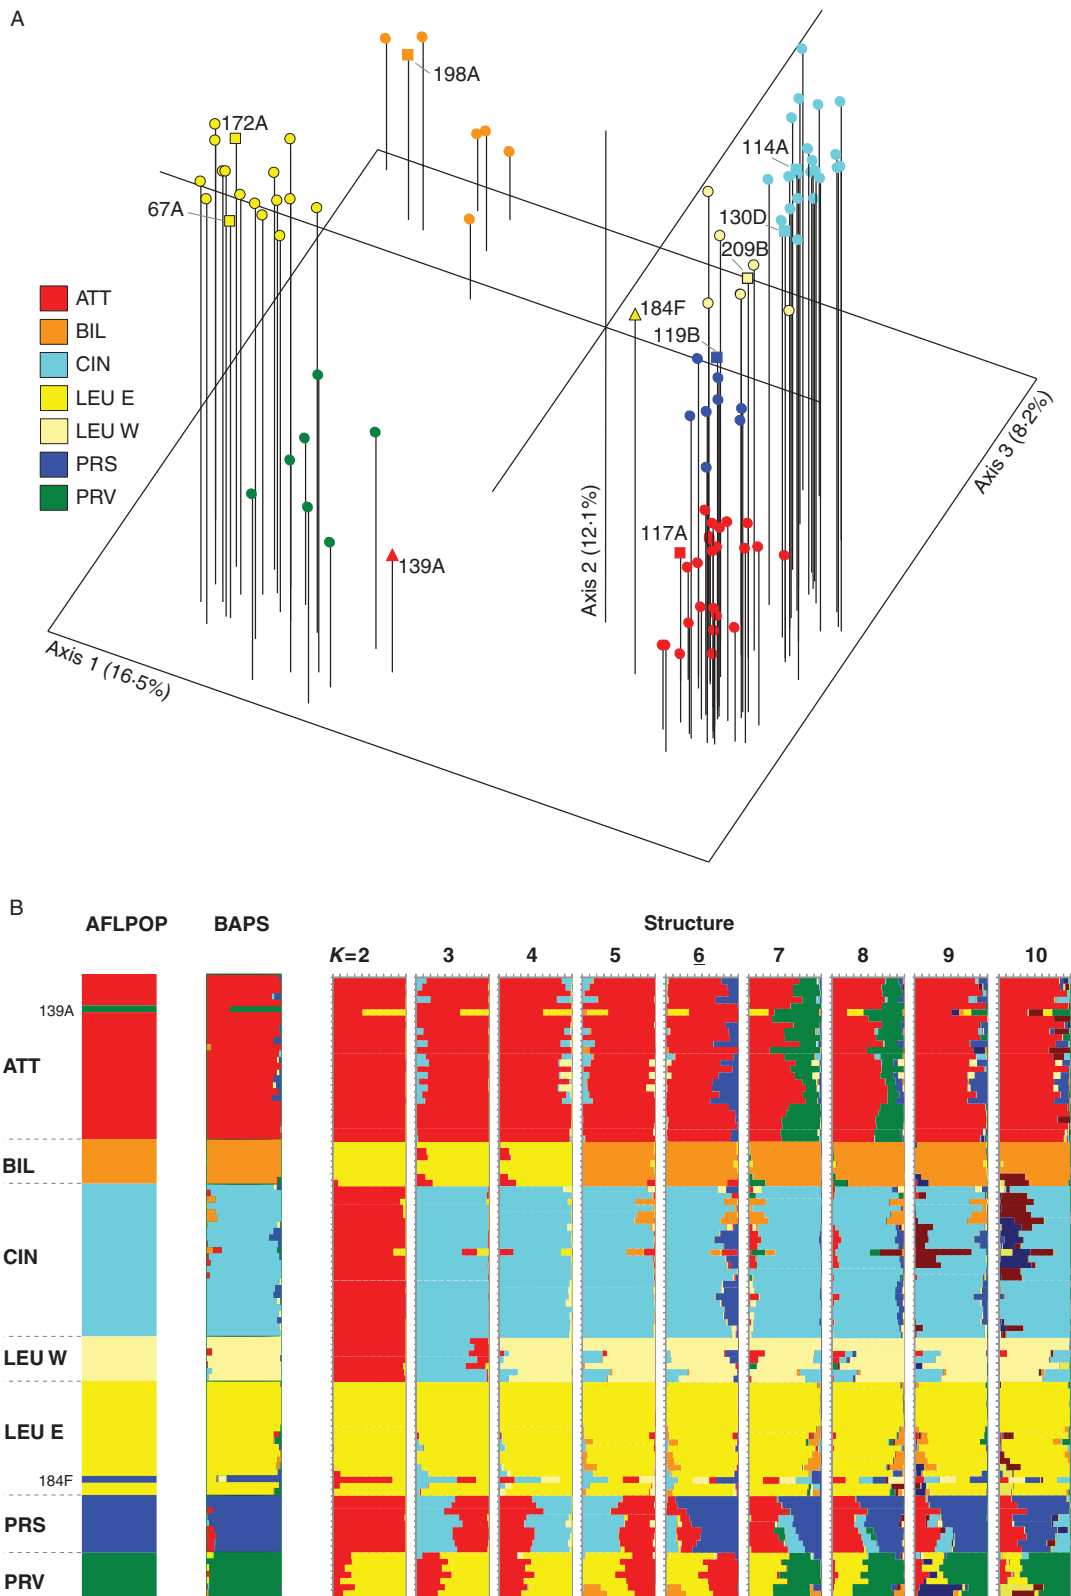 A
198A
172A
114A
67A
130D
209B
184F
119B
ATT
BIL
CIN
LEU E
LEU W
PRS
PRV
Axis 3 (8·2%)
Axis 2 (12·1%)
117A
139A
Axis 1 (16·5%)
B
AFLPOP
BAPS
Structure
K=2 3 4 5 6 7 8 9 10
139A
ATT
BIL
CIN
LEU W
LEU E
184F
PRS
PRV